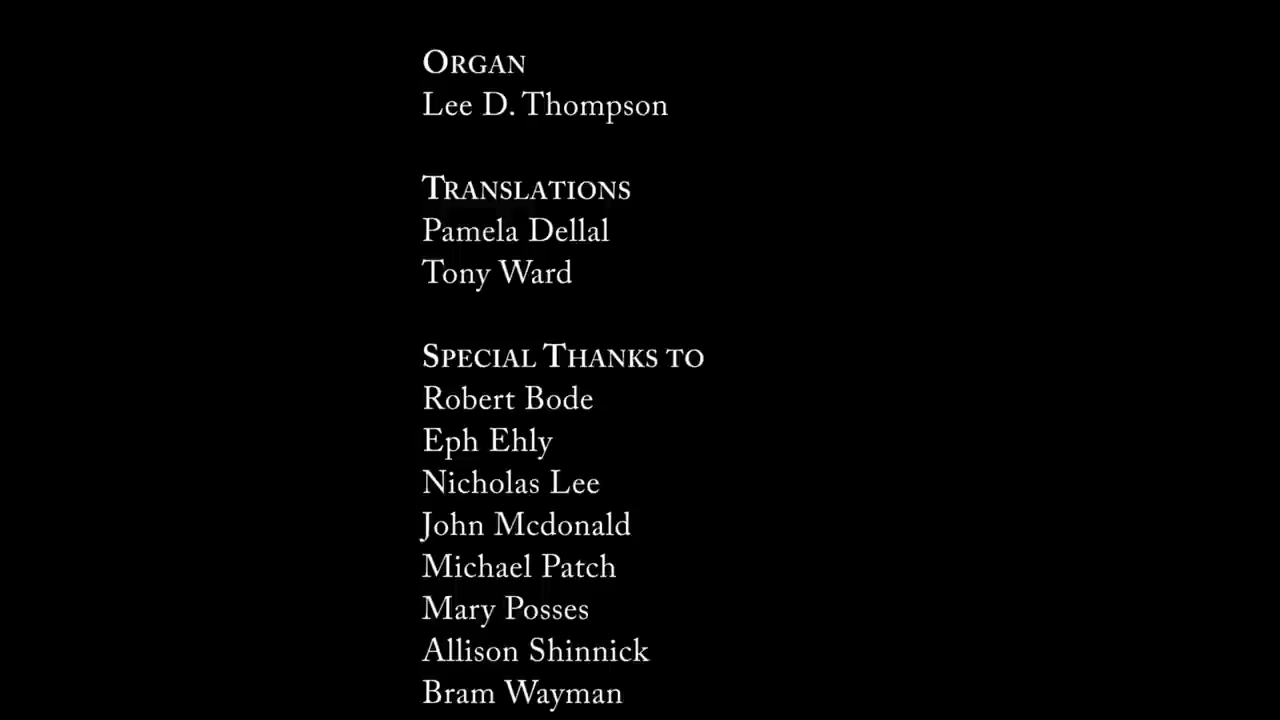 ORGAN
Lee D. Thompson
TRANSLATIONS
Pamela Dellal
Tony Ward
SPECIAL THANKS TO
Robert Bode
Eph Ehly
Nicholas Lee
John Mcdonald
Michael Patch
Mary Posses
Allison Shinnick
Bram Wayman